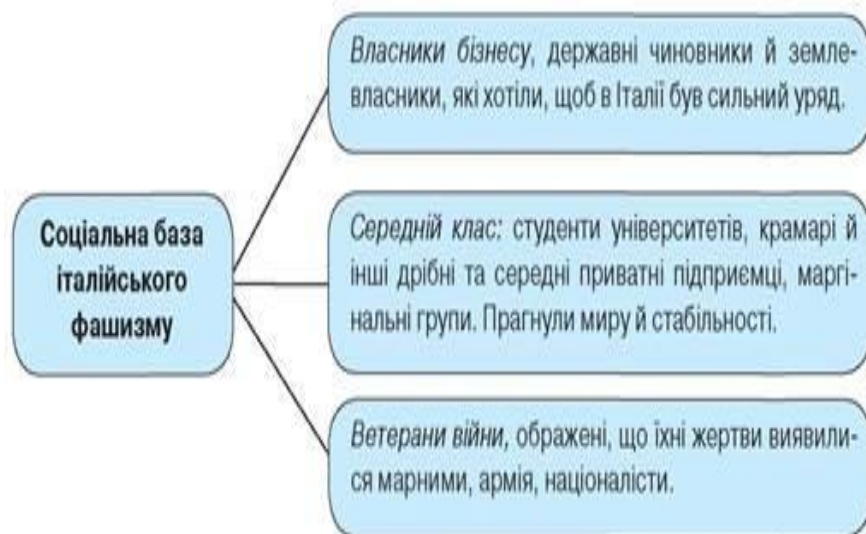 Власники бізнесу, державні чиновники й земле-
власники, які хотіли, щоб в Італії був сильний уряд.
Соціальна база
італійського
фашизму
Середній клас: студенти університетів, крамарі й
інші дрібні та середні приватні підприємці, маргі-
нальні групи. Прагнули миру й стабільності.
Ветерани війни, ображені, що їхні жертви виявили-
ся марними, армія, націоналісти.